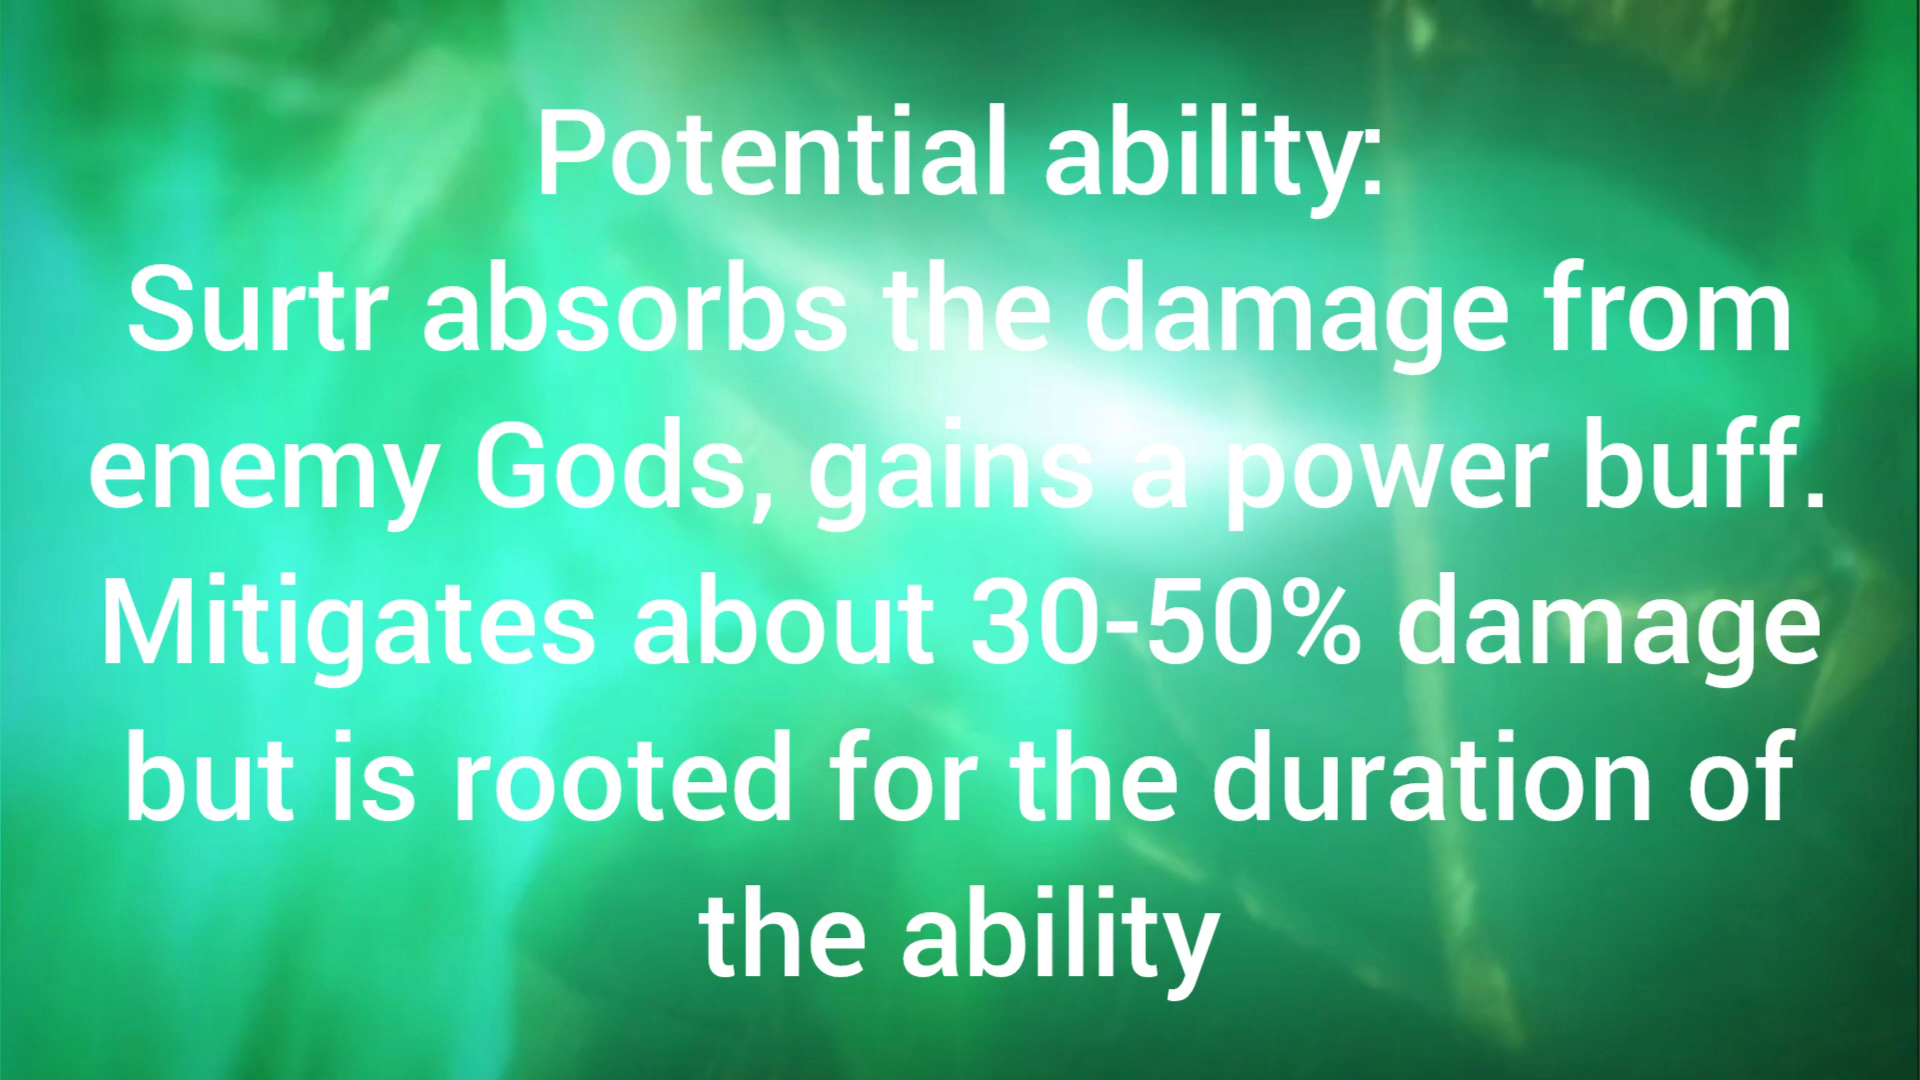 Potential ability:
Surtr absorbs the damage from
enemy Gods, gains a power buff.
Mitigates about 30-50% damage
but is rooted for the duration of
the ability